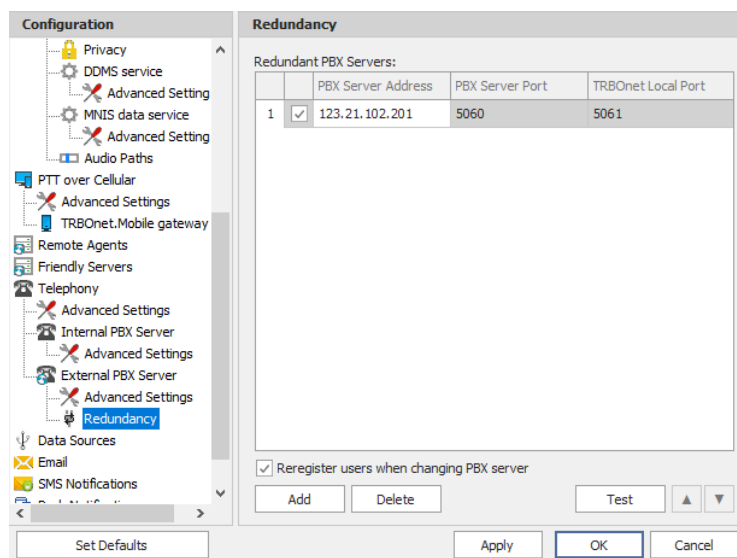 Configuration
Privacy
DDMS service
Advanced Setting
MNIS data service
Advanced Setting
Audio Paths
PTT over Cellular
Advanced Settings
TRBOnet.Mobile gateway
Remote Agents
Friendly Servers
Telephony
Advanced Settings
Internal PBX Server
Advanced Settings
External PBX Server
Advanced Settings
Redundancy
Data Sources
Email
SMS Notifications
Set Defaults
Redundancy
Redundant PBX Servers:
PBX Server Address PBX Server Port TRBOnet Local Port
1 123.21.102.201 5060 5061
Reregister users when changing PBX server
Add Delete Test
Apply OK Cancel